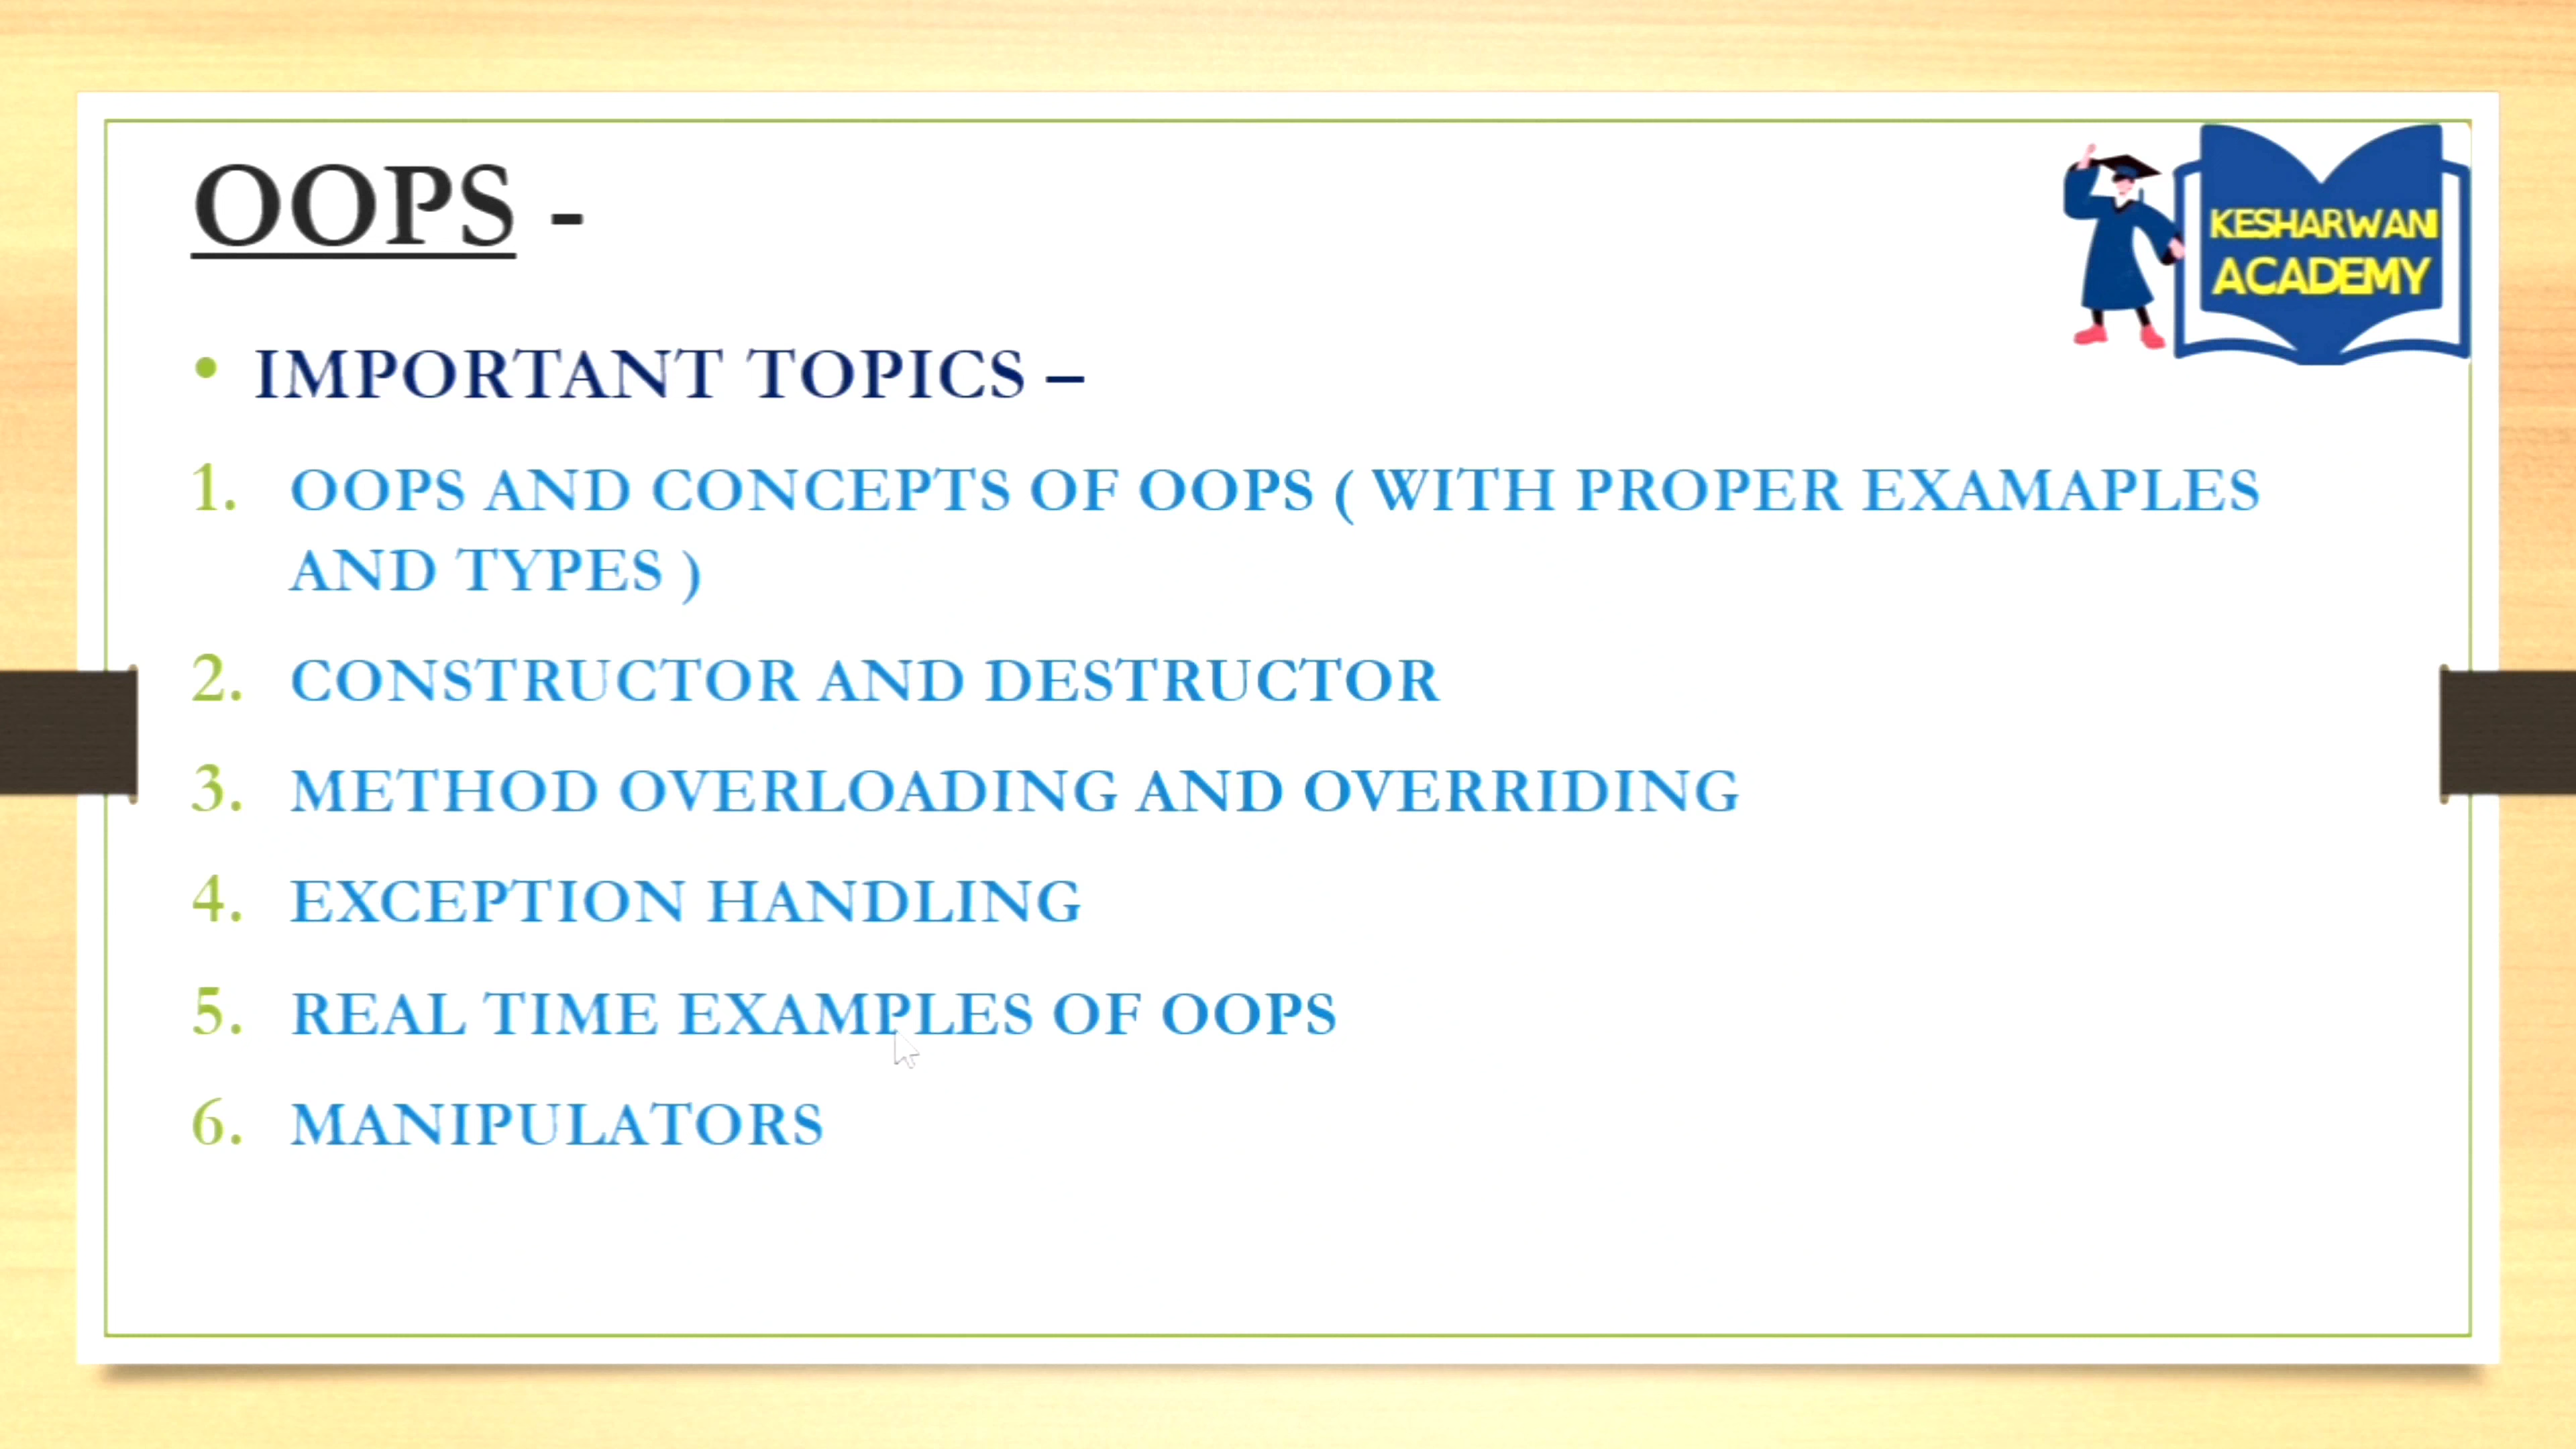 OOPS -
KESHARWANI
ACADEMY
• IMPORTANT TOPICS –
1. OOPS AND CONCEPTS OF OOPS ( WITH PROPER EXAMAPLES
AND TYPES )
2. CONSTRUCTOR AND DESTRUCTOR
3. METHOD OVERLOADING AND OVERRIDING
4. EXCEPTION HANDLING
5. REAL TIME EXAMPLES OF OOPS
6. MANIPULATORS